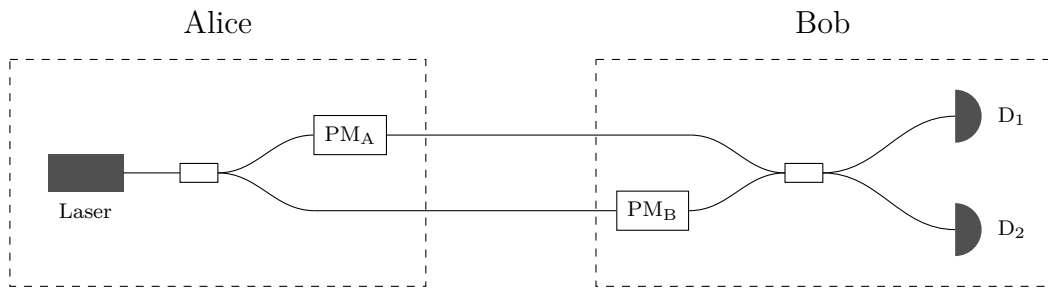 Alice
Bob
PM_A
D_1
Laser
PM_B
D_2